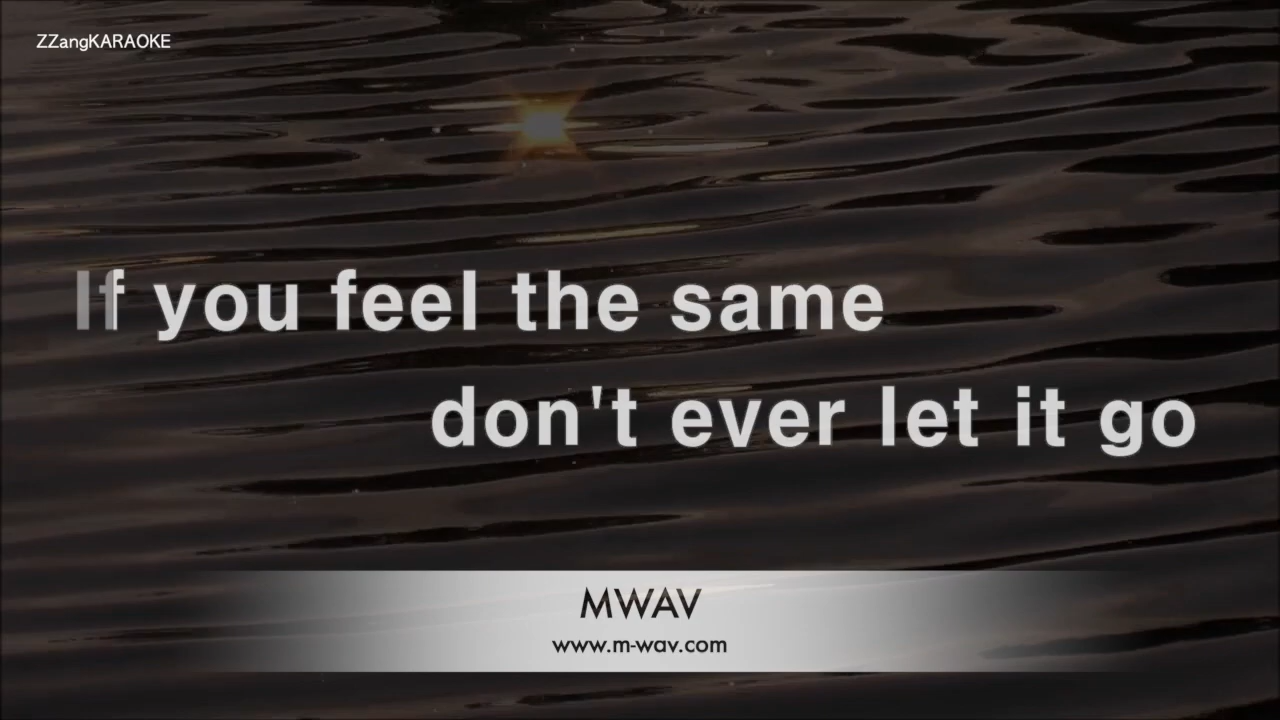 ZZangKARAOKE
If you feel the same
don't ever let it go
MWAV
www.m-wav.com